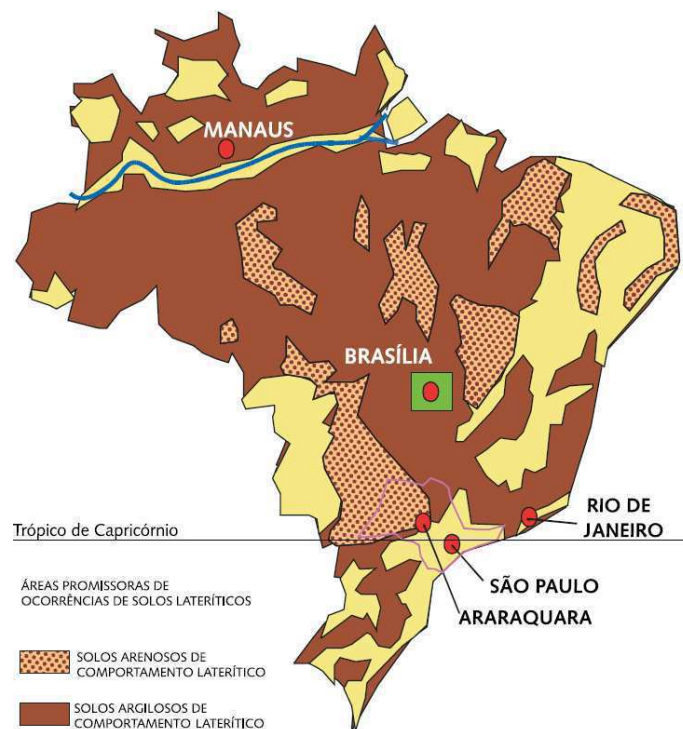 MANAUS
BRASÍLIA
RIO DE
JANEIRO
Trópico de Capricórnio
SÃO PAULO
ARARAQUARA
ÁREAS PROMISSORAS DE
OCORRÊNCIAS DE SOLOS LATERÍTICOS
SOLOS ARENOSOS DE
COMPORTAMENTO LATERÍTICO
SOLOS ARGILOSOS DE
COMPORTAMENTO LATERÍTICO